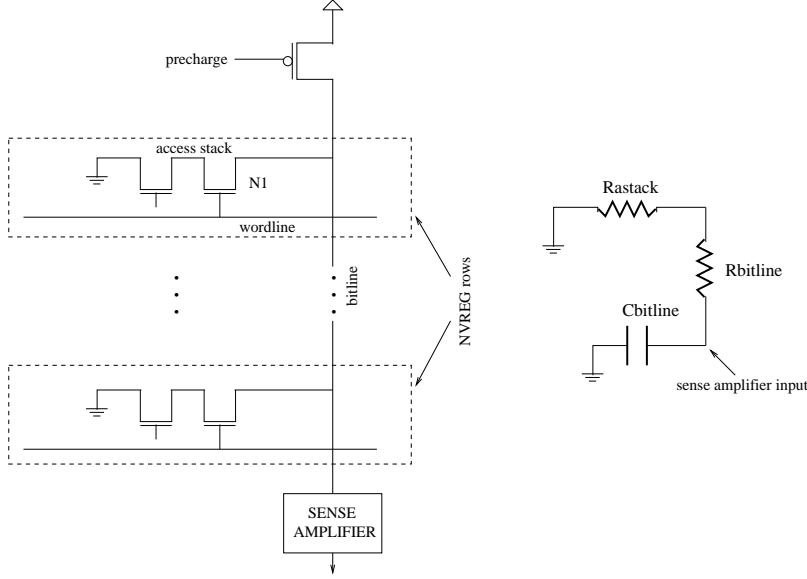 precharge
access stack
N1
wordline
bitline
NVREG rows
SENSE
AMPLIFIER
Rastack
Rbitline
Cbitline
sense amplifier input